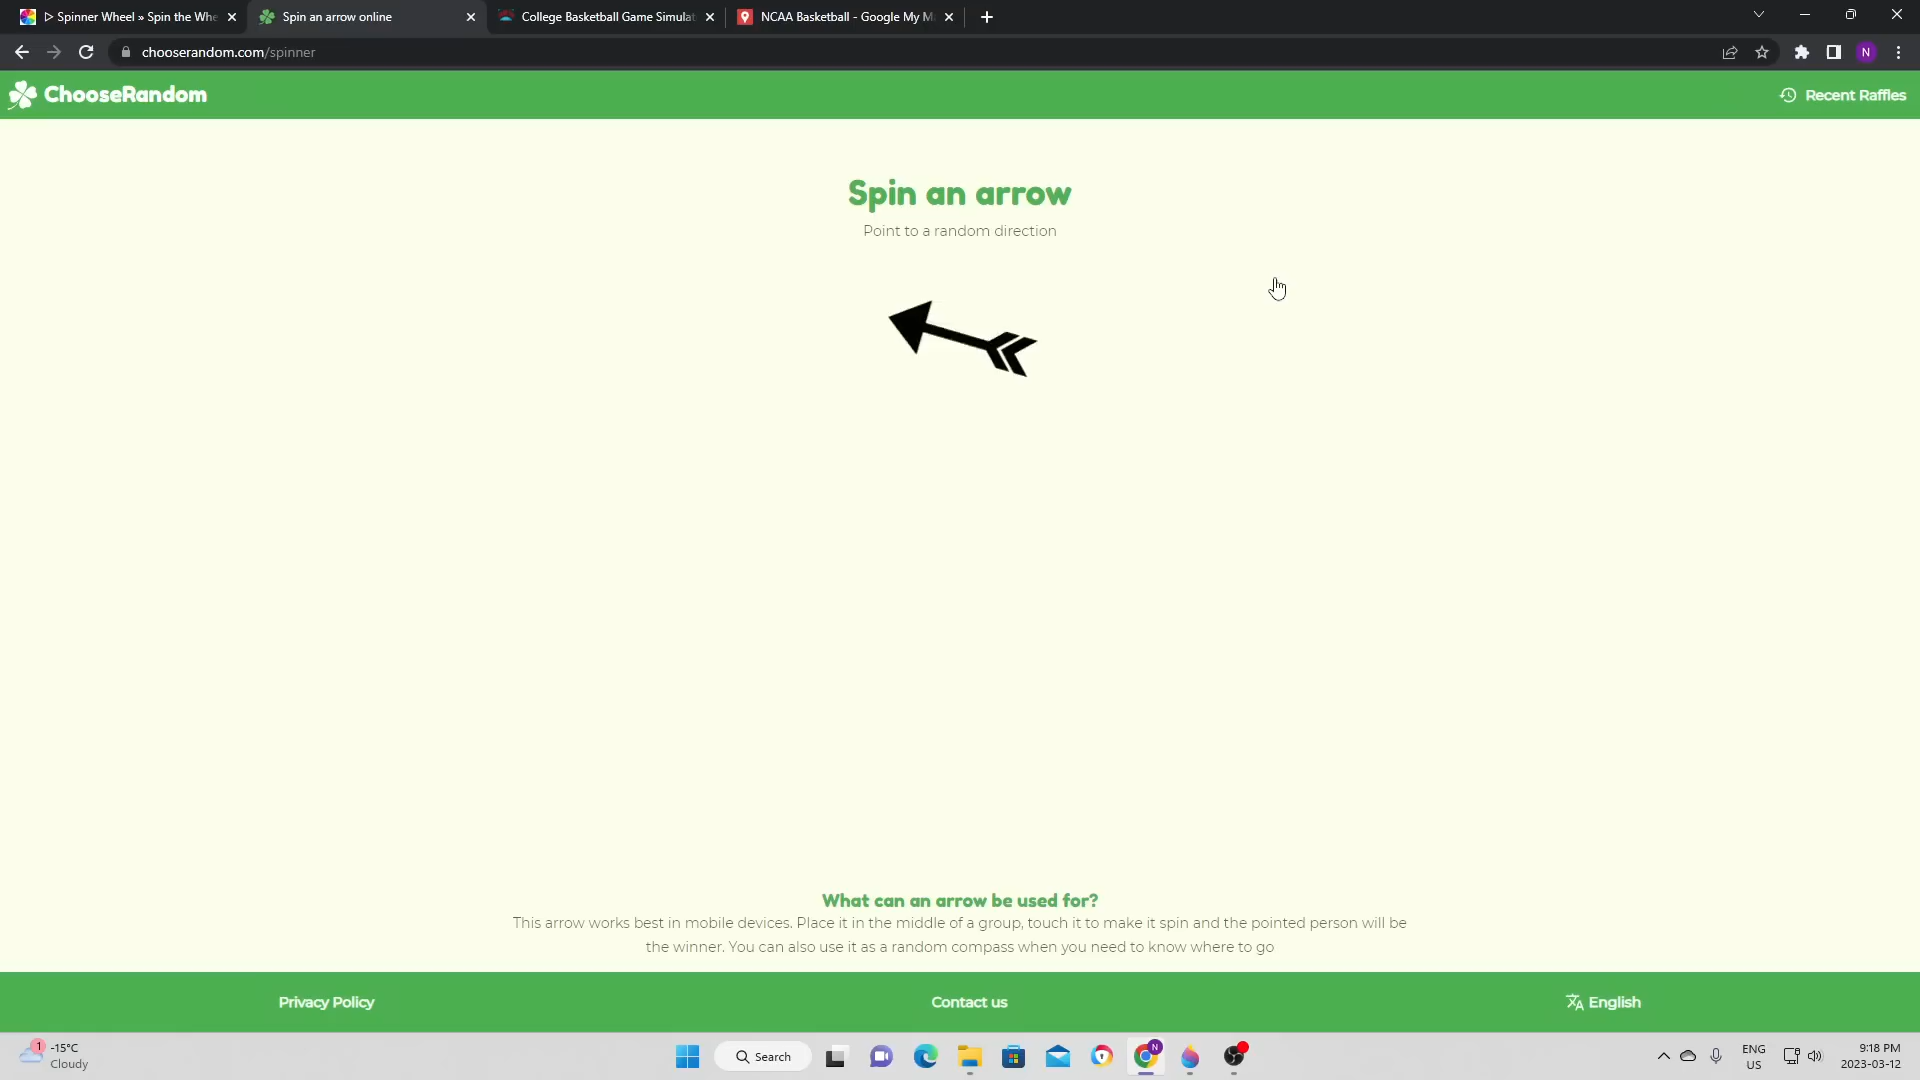 ▷ Spinner Wheel » Spin the Whe
Spin an arrow online
College Basketball Game Simulat
NCAA Basketball - Google My M
chooserandom.com/spinner
N
ChooseRandom
Recent Raffles
Spin an arrow
Point to a random direction
What can an arrow be used for?
This arrow works best in mobile devices. Place it in the middle of a group, touch it to make it spin and the pointed person will be
the winner. You can also use it as a random compass when you need to know where to go
Privacy Policy
Contact us
English
1
-15°C
Cloudy
Search
N
ENG
US
9:18 PM
2023-03-12